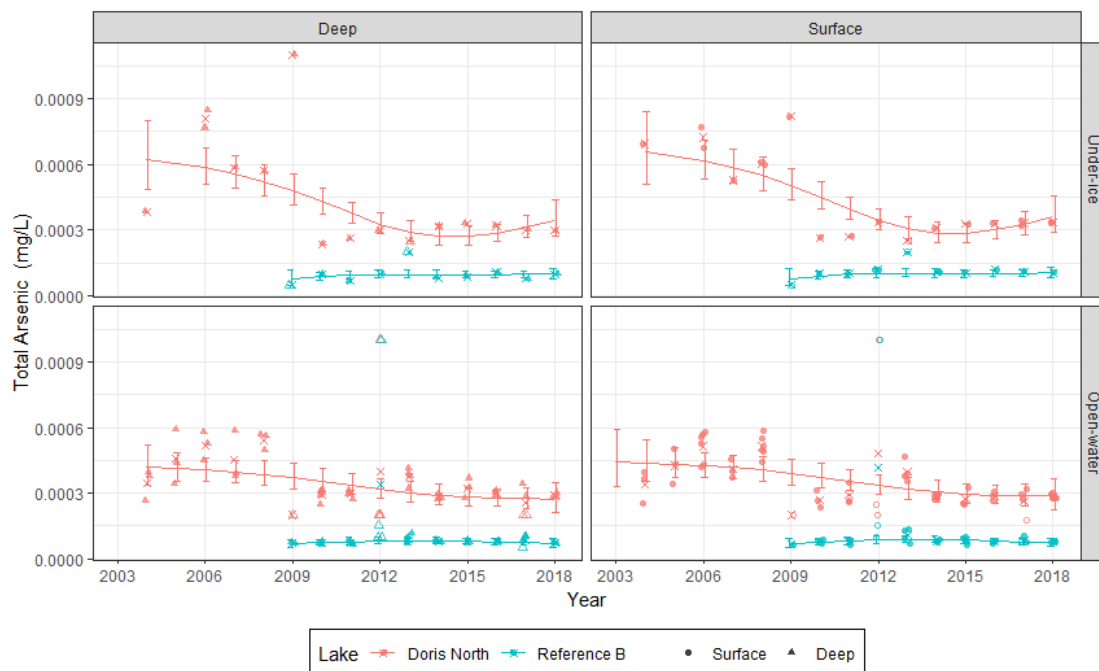 Deep Surface
0.0009
0.0006
0.0003
0.0000
Under-ice
0.0009
0.0006
0.0003
0.0000
Open-water
Total Arsenic (mg/L)
2003 2006 2009 2012 2015 2018 2003 2006 2009 2012 2015 2018
Year
Lake Doris North Reference B Surface Deep